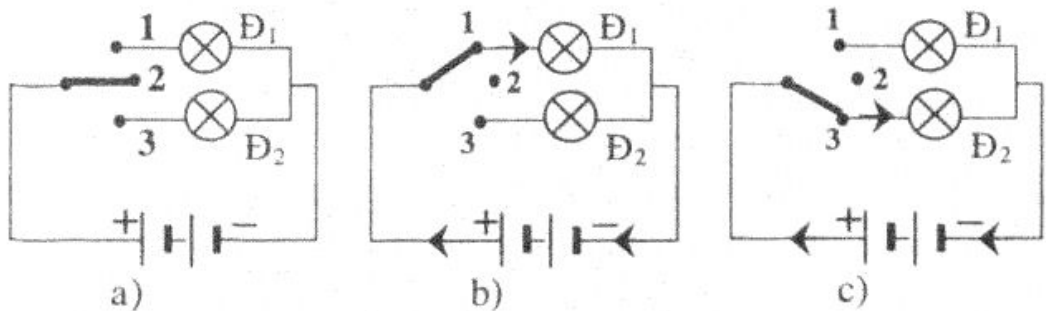 1 Đ₁
2
3 Đ₂
+ −
a)
1 Đ₁
2
3 Đ₂
+ −
b)
1 Đ₁
2
3 Đ₂
+ −
c)